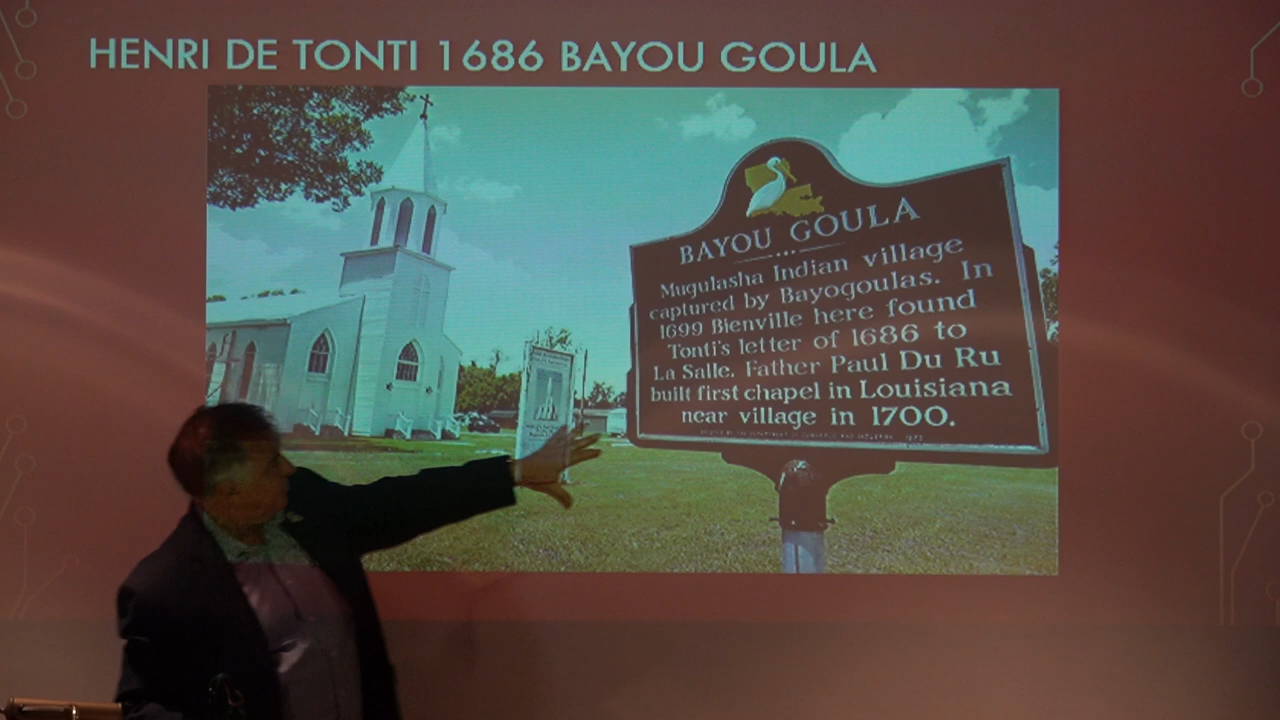 HENRI DE TONTI 1686 BAYOU GOULA
BAYOU GOULA
Mugulasha Indian village
captured by Bayogoulas. In
1699 Bienville here found
Tonti's letter of 1686 to
La Salle. Father Paul Du Ru
built first chapel in Louisiana
near village in 1700.